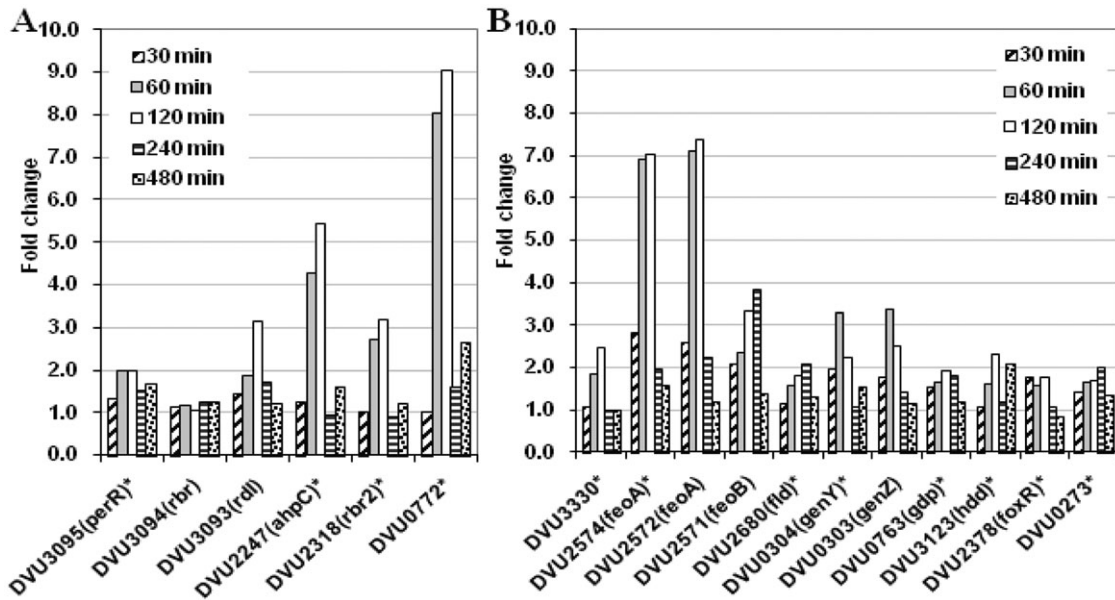 A
Fold change
10.0
9.0
8.0
7.0
6.0
5.0
4.0
3.0
2.0
1.0
0.0
30 min
60 min
120 min
240 min
480 min
DVU3095(perR)*
DVU3094(rbr)
DVU3093(rdl)
DVU2247(ahpC)*
DVU2318(rbr2)*
DVU0772*
B
Fold change
10.0
9.0
8.0
7.0
6.0
5.0
4.0
3.0
2.0
1.0
0.0
30 min
60 min
120 min
240 min
480 min
DVU3330*
DVU2574(feoA)*
DVU2572(feoA)
DVU2571(feoB)
DVU2680(fld)*
DVU0304(genY)*
DVU0303(genZ)
DVU0763(gdp)*
DVU3123(hdd)*
DVU2378(foxR)*
DVU0273*